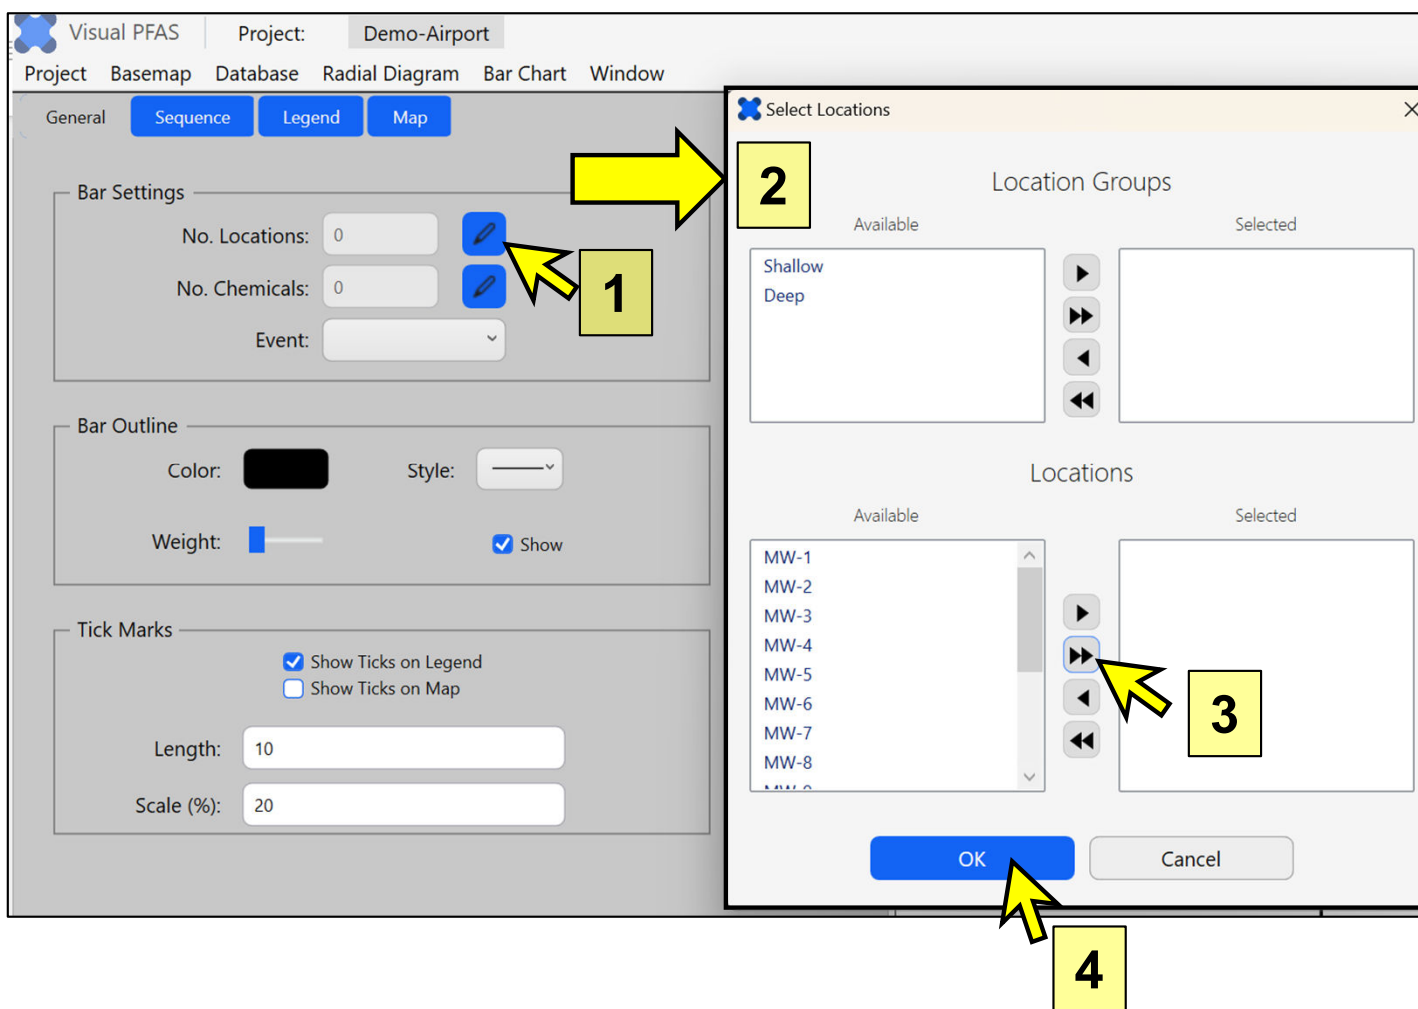 Visual PFAS Project: Demo-Airport
Project Basemap Database Radial Diagram Bar Chart Window
General Sequence Legend Map
Bar Settings
No. Locations: 0
No. Chemicals: 0
Event:
1
Bar Outline
Color: Style:
Weight: Show
Tick Marks
Show Ticks on Legend
Show Ticks on Map
Length: 10
Scale (%): 20
Select Locations
2
Location Groups
Available Selected
Shallow
Deep
Locations
Available Selected
MW-1
MW-2
MW-3
MW-4
MW-5
MW-6
MW-7
MW-8
3
OK Cancel
4